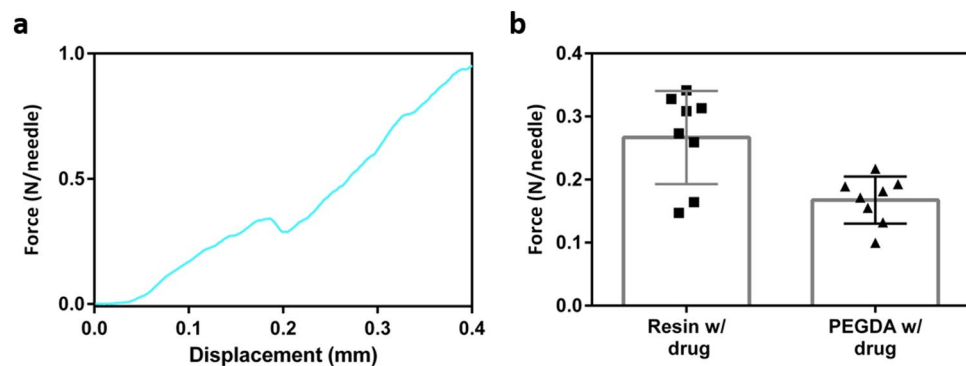 a
Force (N/needle)
1.0
0.5
0.0
0.0 0.1 0.2 0.3 0.4
Displacement (mm)
b
Force (N/needle)
0.4
0.3
0.2
0.1
0.0
Resin w/
drug
PEGDA w/
drug